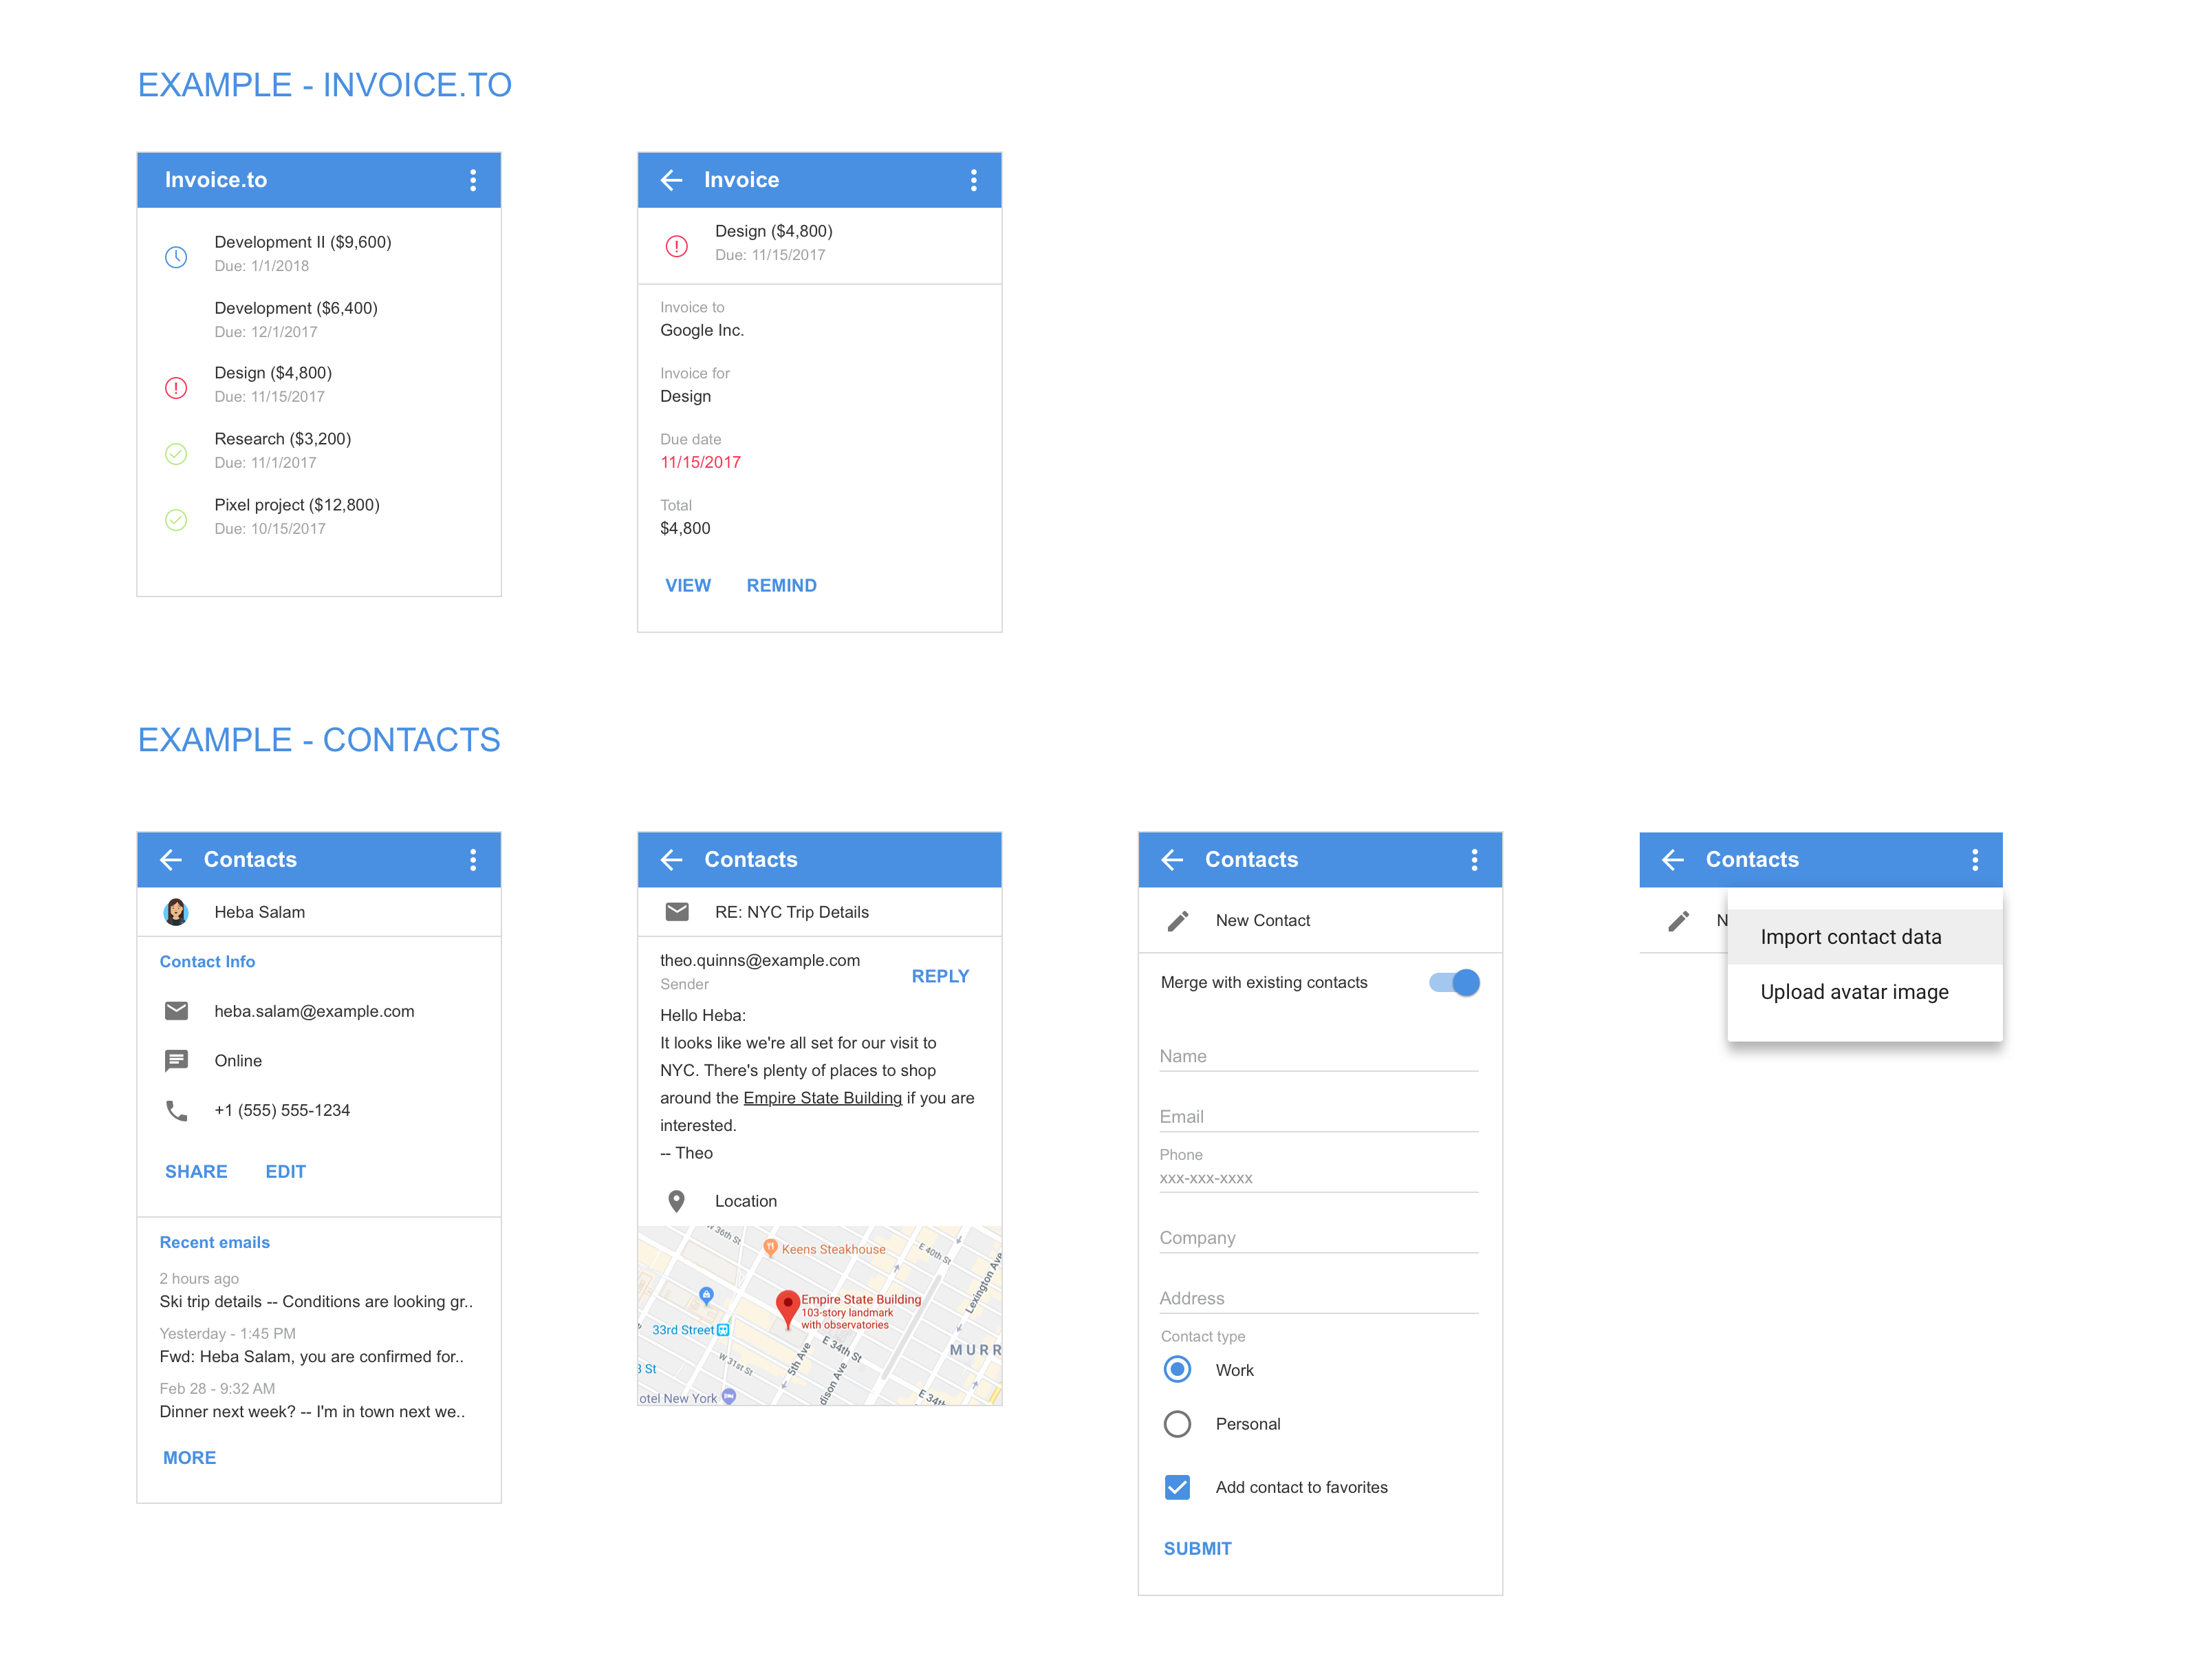 EXAMPLE - INVOICE.TO
Invoice.to
Development II ($9,600)
Due: 1/1/2018
Development ($6,400)
Due: 12/1/2017
Design ($4,800)
Due: 11/15/2017
Research ($3,200)
Due: 11/1/2017
Pixel project ($12,800)
Due: 10/15/2017
Invoice
Design ($4,800)
Due: 11/15/2017
Invoice to
Google Inc.
Invoice for
Design
Due date
11/15/2017
Total
$4,800
VIEW REMIND
EXAMPLE - CONTACTS
Contacts
Heba Salam
Contact Info
heba.salam@example.com
Online
+1 (555) 555-1234
SHARE EDIT
Recent emails
2 hours ago
Ski trip details -- Conditions are looking gr..
Yesterday - 1:45 PM
Fwd: Heba Salam, you are confirmed for..
Feb 28 - 9:32 AM
Dinner next week? -- I'm in town next we..
MORE
Contacts
RE: NYC Trip Details
theo.quinns@example.com
Sender
REPLY
Hello Heba:
It looks like we're all set for our visit to
NYC. There's plenty of places to shop
around the Empire State Building if you are
interested.
-- Theo
Location
W 36th St
Keens Steakhouse
E 40th St
Lexington Ave
Empire State Building
103-story landmark
with observatories
33rd Street
E 34th St
MURR
W 31st St
5th Ave
3 St
dison Ave
otel New York
E 34th
Contacts
New Contact
Merge with existing contacts
Name
Email
Phone
xxx-xxx-xxxx
Company
Address
Contact type
Work
Personal
Add contact to favorites
SUBMIT
Contacts
N
Import contact data
Upload avatar image